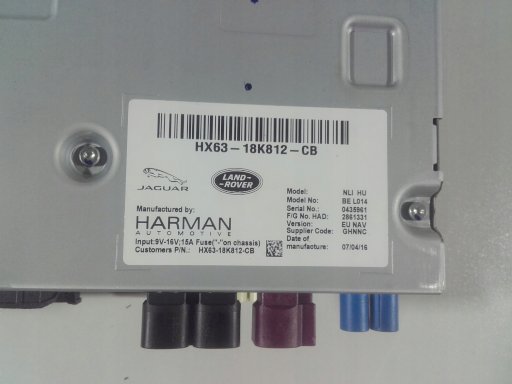 HX63-18K812-CB
JAGUAR
LAND-
ROVER
Manufactured by:
HARMAN
AUTOMOTIVE
Input:9V-16V;15A Fuse("-"on chassis)
Customers P/N.: HX63-18K812-CB
Model: NLI HU
Model No: BE L014
Serial No.: 0435961
F/G No. HAD: 2861331
Version: EU NAV
Supplier Code: GHNNC
Date of
manufacture: 07/04/16